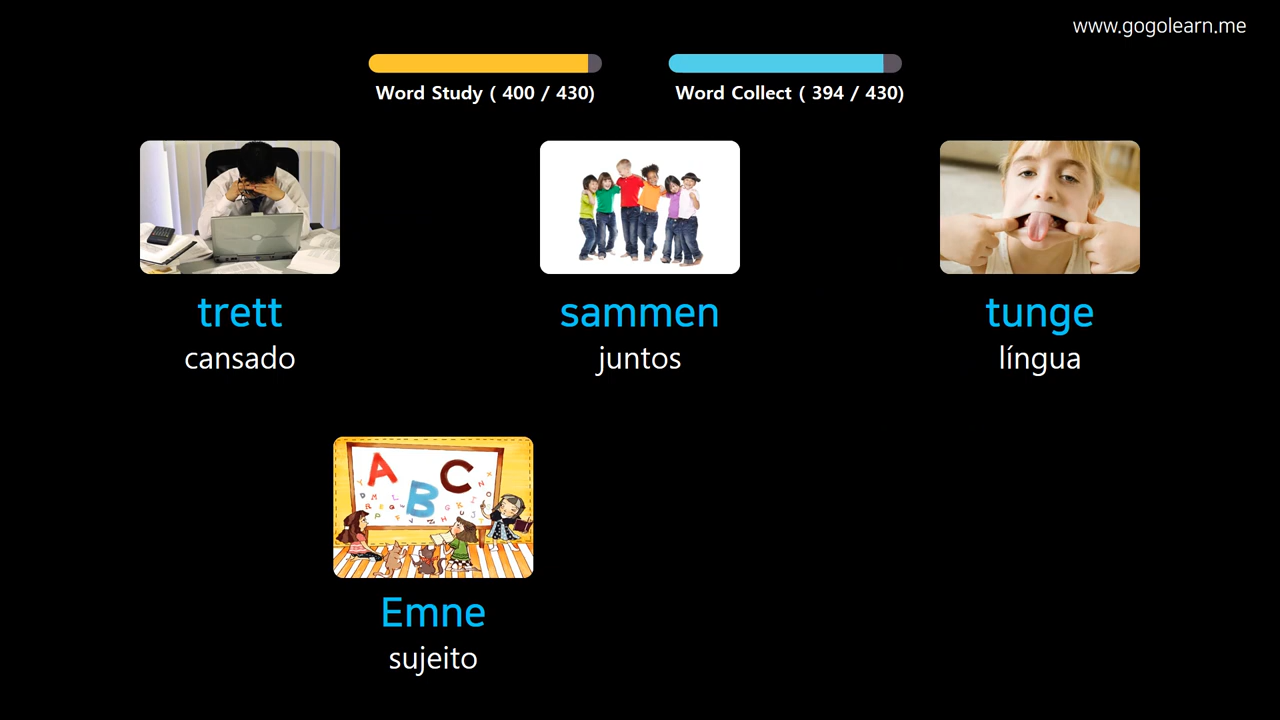 www.gogolearn.me
Word Study ( 400 / 430)
Word Collect ( 394 / 430)
trett
cansado
sammen
juntos
tunge
língua
A B C
Emne
sujeito